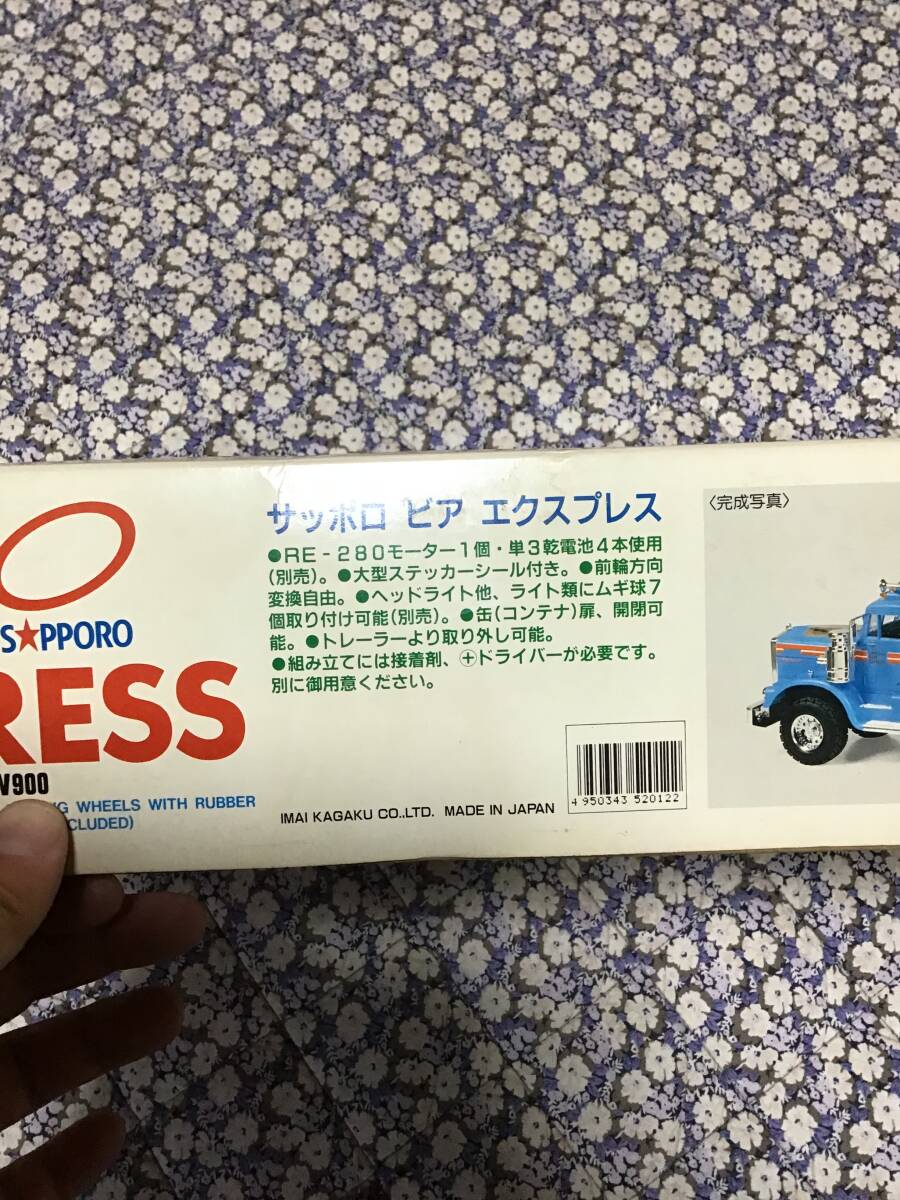 S★PPORO
RESS
V900
G WHEELS WITH RUBBER
CLUDED)
サッポロ ビア エクスプレス
●RE-280モーター1個・単3乾電池4本使用
(別売)。●大型ステッカーシール付き。●前輪方向
変換自由。●ヘッドライト他、ライト類にムギ球7
個取り付け可能(別売)。●缶(コンテナ)扉、開閉可
能。●トレーラーより取り外し可能。
●組み立てには接着剤、⊕ドライバーが必要です。
別に御用意ください。
IMAI KAGAKU CO.,LTD. MADE IN JAPAN
4 950343 520122
〈完成写真〉